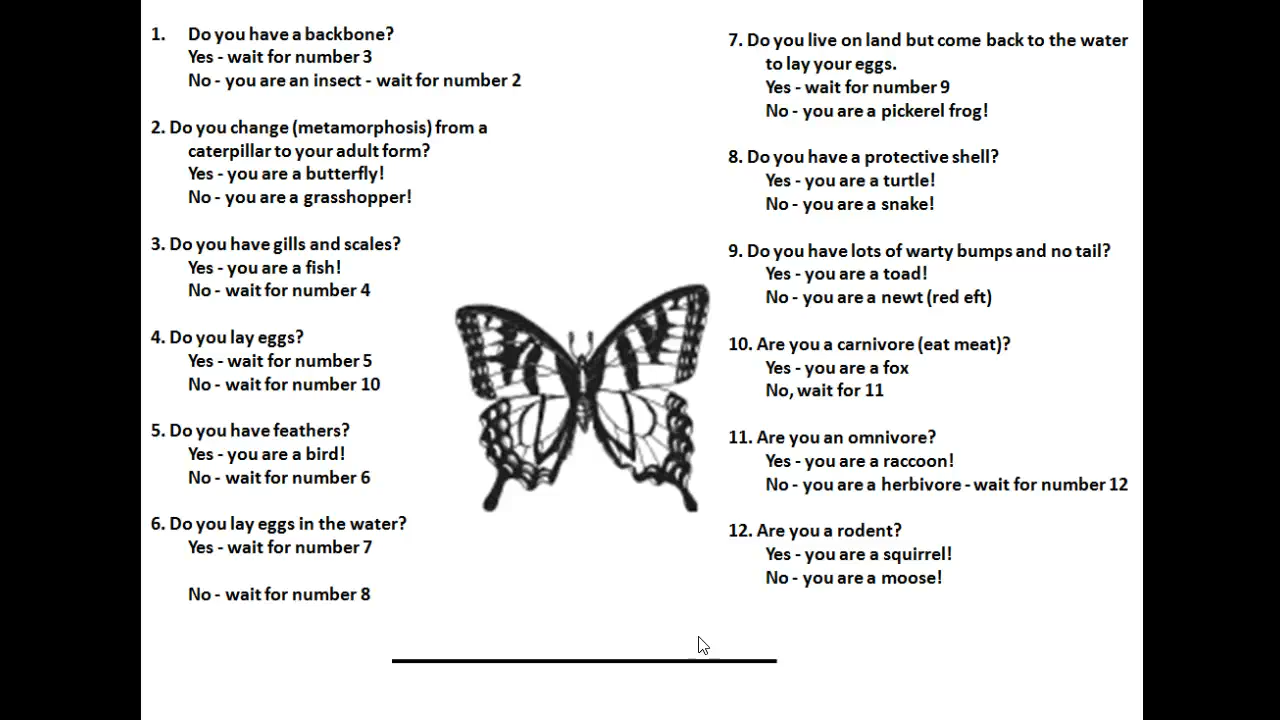 1. Do you have a backbone?
Yes - wait for number 3
No - you are an insect - wait for number 2
2. Do you change (metamorphosis) from a
caterpillar to your adult form?
Yes - you are a butterfly!
No - you are a grasshopper!
3. Do you have gills and scales?
Yes - you are a fish!
No - wait for number 4
4. Do you lay eggs?
Yes - wait for number 5
No - wait for number 10
5. Do you have feathers?
Yes - you are a bird!
No - wait for number 6
6. Do you lay eggs in the water?
Yes - wait for number 7
No - wait for number 8
7. Do you live on land but come back to the water
to lay your eggs.
Yes - wait for number 9
No - you are a pickerel frog!
8. Do you have a protective shell?
Yes - you are a turtle!
No - you are a snake!
9. Do you have lots of warty bumps and no tail?
Yes - you are a toad!
No - you are a newt (red eft)
10. Are you a carnivore (eat meat)?
Yes - you are a fox
No, wait for 11
11. Are you an omnivore?
Yes - you are a raccoon!
No - you are a herbivore - wait for number 12
12. Are you a rodent?
Yes - you are a squirrel!
No - you are a moose!